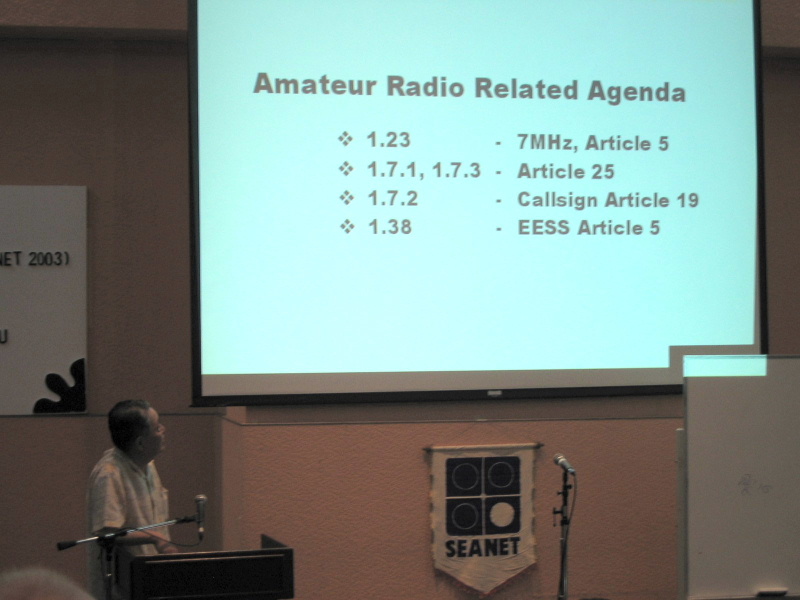 Amateur Radio Related Agenda
❖ 1.23 - 7MHz, Article 5
❖ 1.7.1, 1.7.3 - Article 25
❖ 1.7.2 - Callsign Article 19
❖ 1.38 - EESS Article 5
2003)
SEANET